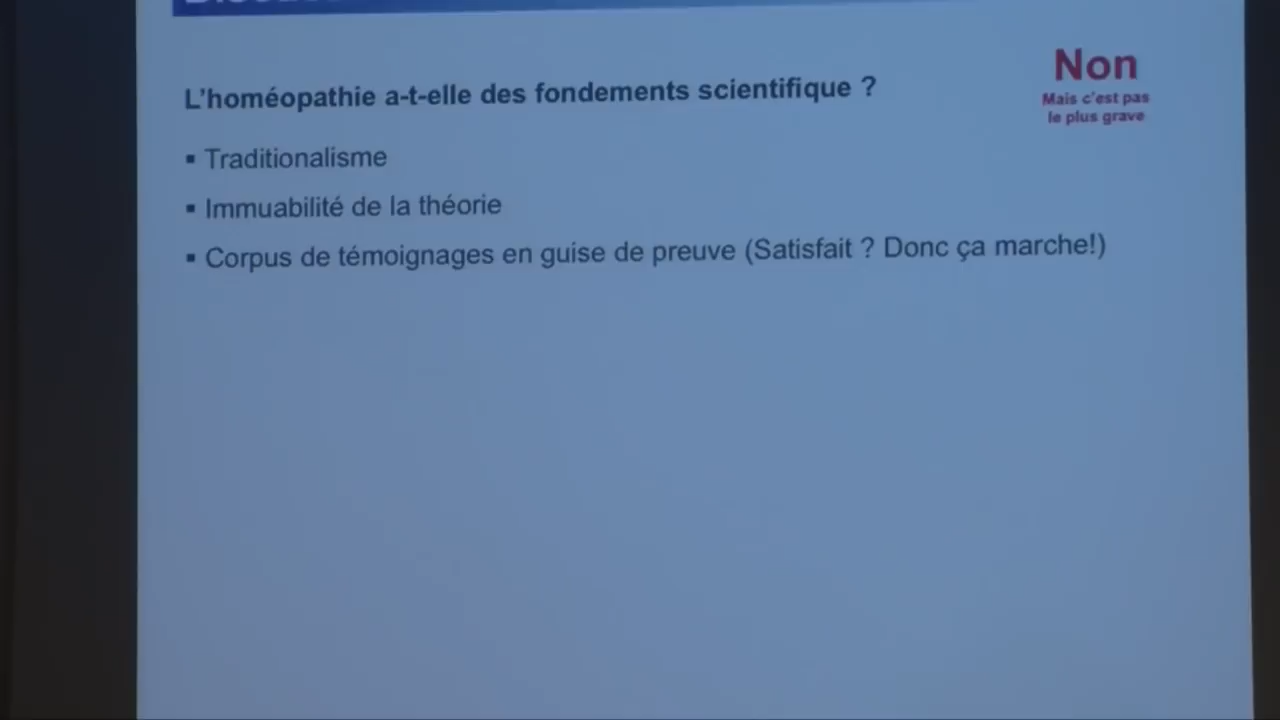 L'homéopathie a-t-elle des fondements scientifique ?
Non
Mais c'est pas
le plus grave
▪ Traditionalisme
▪ Immuabilité de la théorie
▪ Corpus de témoignages en guise de preuve (Satisfait ? Donc ça marche!)